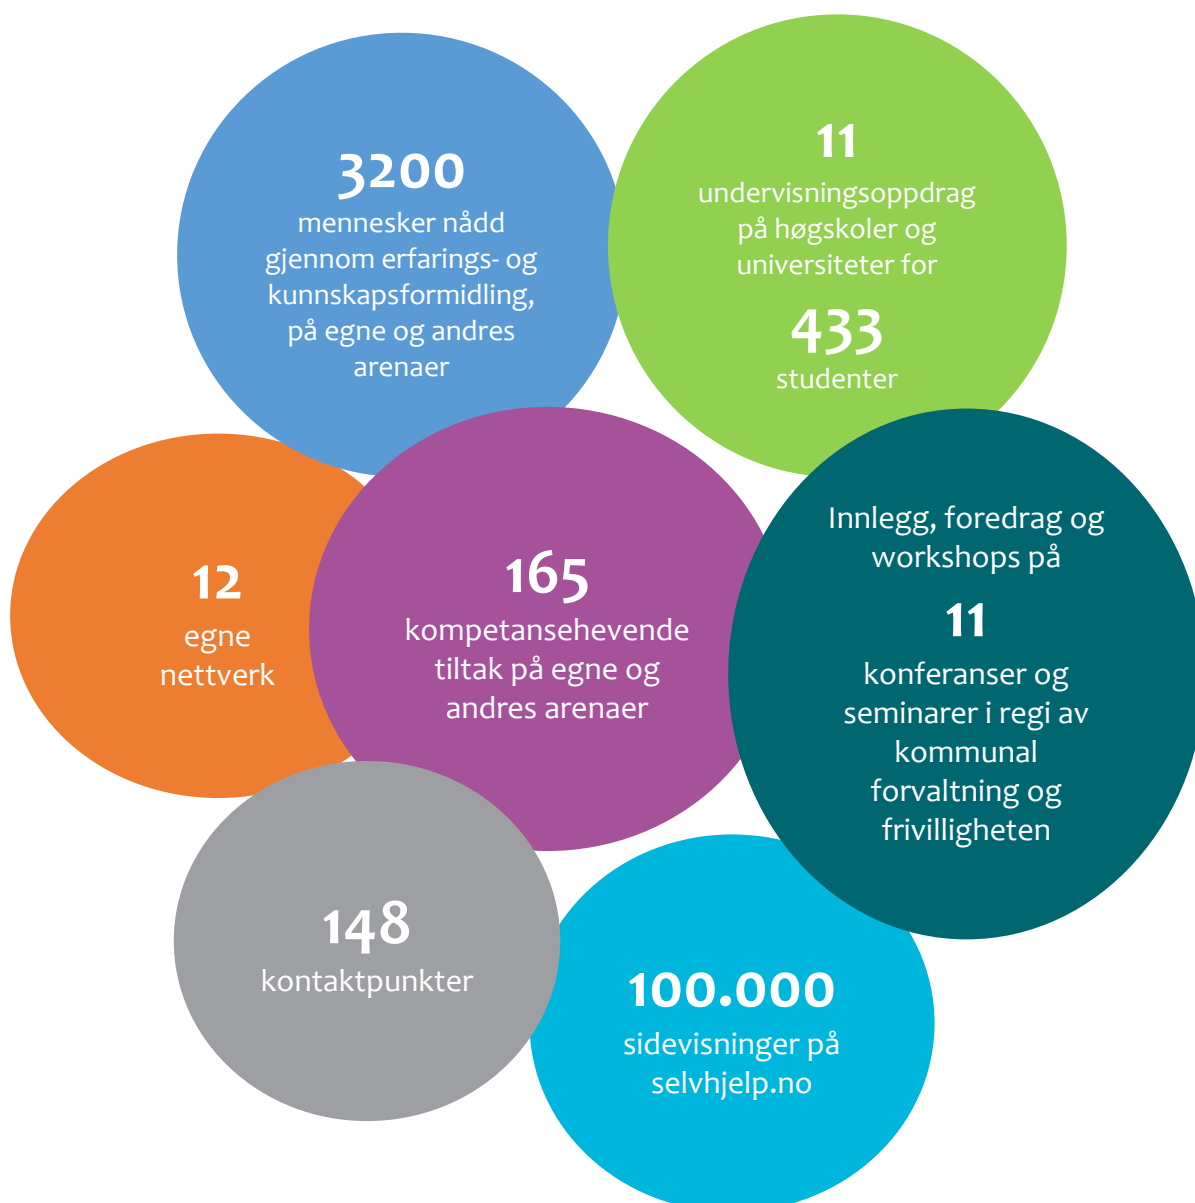 3200
mennesker nådd
gjennom erfarings- og
kunnskapsformidling,
på egne og andres
arenaer
11
undervisningsoppdrag
på høgskoler og
universiteter for
433
studenter
12
egne
nettverk
165
kompetansehevende
tiltak på egne og
andres arenaer
Innlegg, foredrag og
workshops på
11
konferanser og
seminarer i regi av
kommunal
forvaltning og
frivilligheten
148
kontaktpunkter
100.000
sidevisninger på
selvhjelp.no